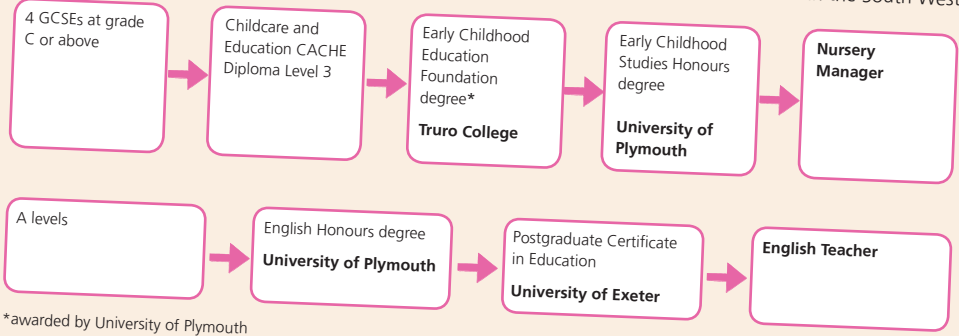 the South West
4 GCSEs at grade
C or above
Childcare and
Education CACHE
Diploma Level 3
Early Childhood
Education
Foundation
degree*
Truro College
Early Childhood
Studies Honours
degree
University of
Plymouth
Nursery
Manager
A levels
English Honours degree
University of Plymouth
Postgraduate Certificate
in Education
University of Exeter
English Teacher
*awarded by University of Plymouth